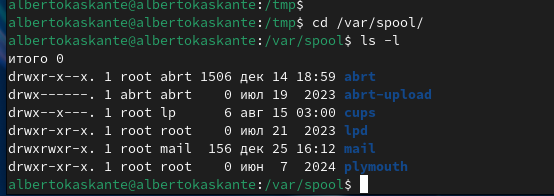 albertokaskante@albertokaskante:/tmp$
albertokaskante@albertokaskante:/tmp$ cd /var/spool/
albertokaskante@albertokaskante:/var/spool$ ls -l
итого 0
drwxr-x--x. 1 root abrt 1506 дек 14 18:59 abrt
drwx------. 1 abrt abrt    0 июл 19  2023 abrt-upload
drwx--x---. 1 root lp      6 авг 15 03:00 cups
drwxr-xr-x. 1 root root    0 июл 21  2023 lpd
drwxrwxr-x. 1 root mail  156 дек 25 16:12 mail
drwxr-xr-x. 1 root root    0 июн  7  2024 plymouth
albertokaskante@albertokaskante:/var/spool$